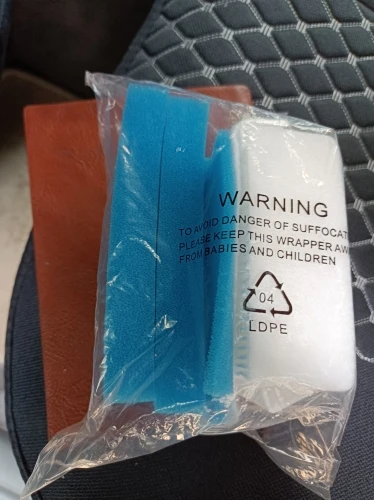 WARNING
TO AVOID DANGER OF SUFFOCAT
PLEASE KEEP THIS WRAPPER AW
FROM BABIES AND CHILDREN
04
LDPE